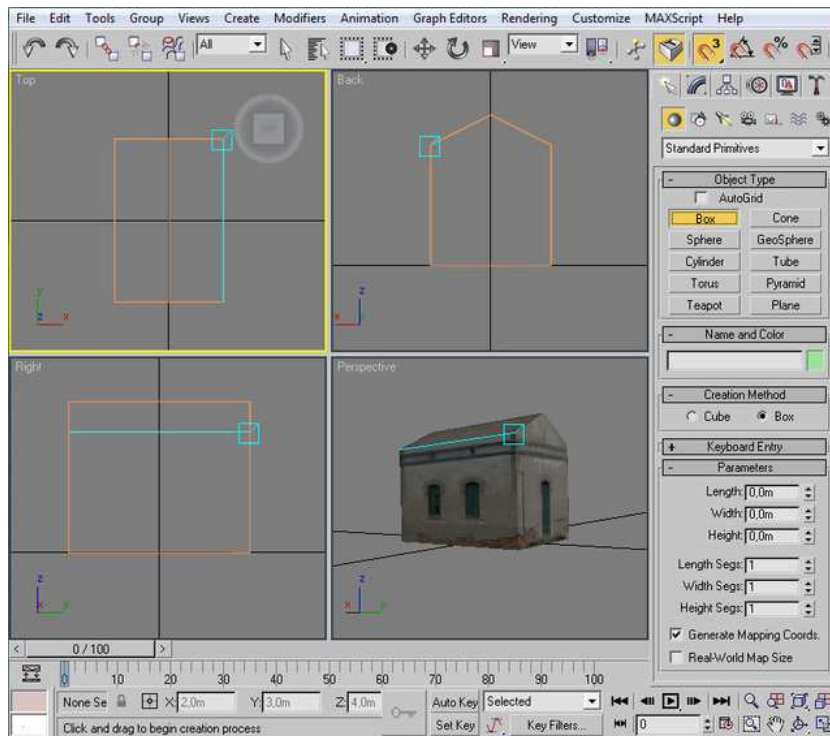 File Edit Tools Group Views Create Modifiers Animation Graph Editors Rendering Customize MAXScript Help
All View 3 %
Top
Back
Standard Primitives
- Object Type
AutoGrid
Box Cone
Sphere GeoSphere
Cylinder Tube
Torus Pyramid
Teapot Plane
y z x
z x
- Name and Color
Right
Perspective
- Creation Method
Cube Box
+ Keyboard Entry
- Parameters
Length: 0,0m
Width: 0,0m
Height: 0,0m
Length Segs: 1
Width Segs: 1
Height Segs: 1
z x y
z x y
Generate Mapping Coords.
Real-World Map Size
< 0 / 100 >
0 10 20 30 40 50 60 70 80 90 100
None Se X: 2,0m Y: 3,0m Z: 4,0m Auto Key Selected
Click and drag to begin creation process Set Key Key Filters... 0